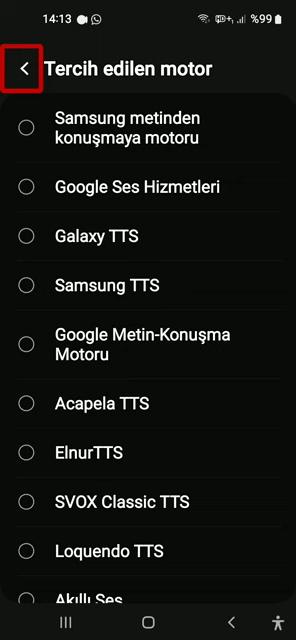 14:13 %99
Tercih edilen motor
Samsung metinden
konuşmaya motoru
Google Ses Hizmetleri
Galaxy TTS
Samsung TTS
Google Metin-Konuşma
Motoru
Acapela TTS
ElnurTTS
SVOX Classic TTS
Loquendo TTS
Akıllı Ses